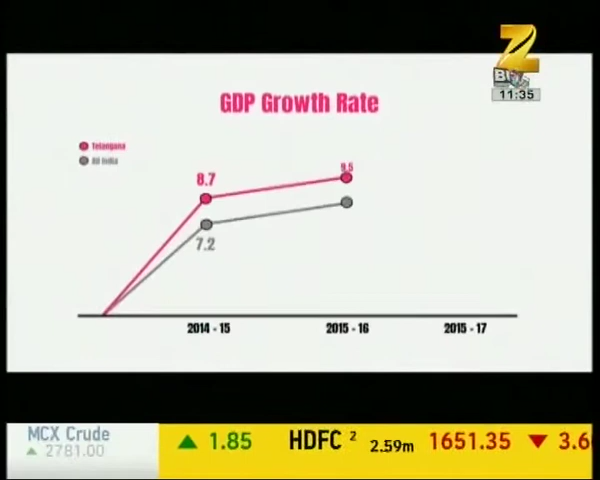 11:35
GDP Growth Rate
Telangana
All India
8.7
9.5
7.2
2014 - 15
2015 - 16
2015 - 17
MCX Crude
2781.00
1.85
HDFC 2 2.59m 1651.35
3.6